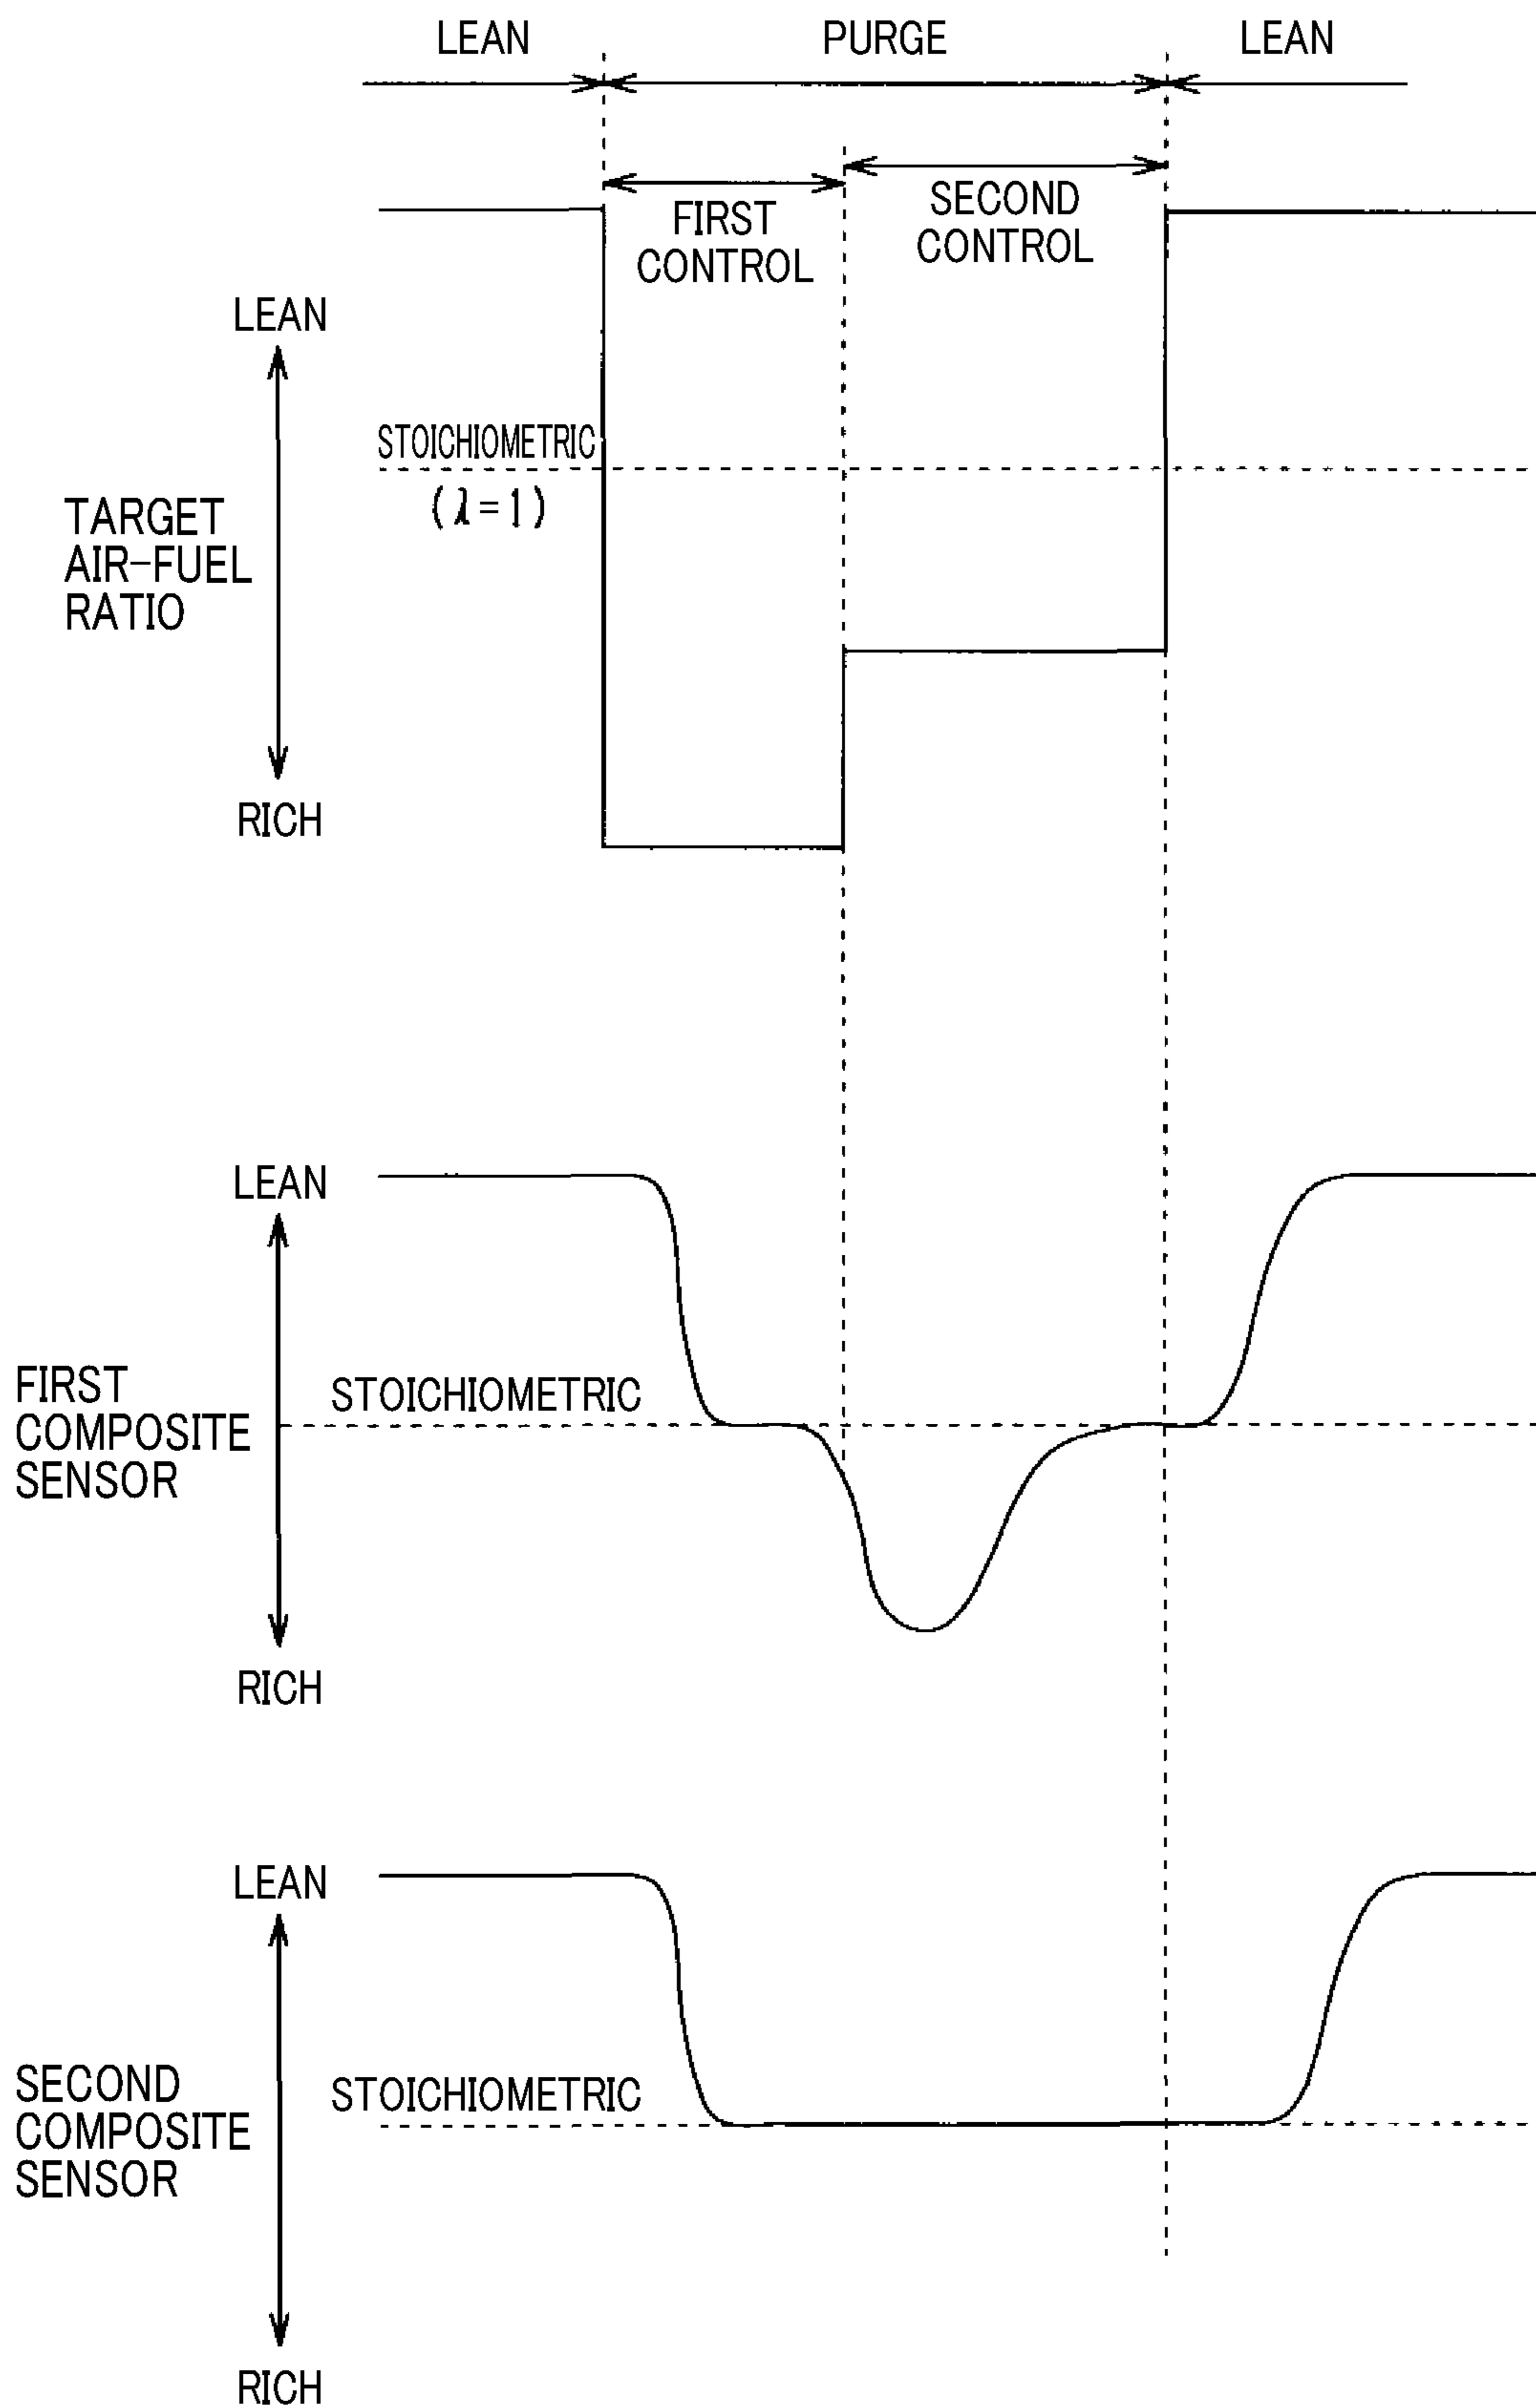 LEAN PURGE LEAN
FIRST
CONTROL
SECOND
CONTROL
LEAN
STOICHIOMETRIC
(λ=1)
TARGET
AIR-FUEL
RATIO
RICH
LEAN
FIRST
COMPOSITE
SENSOR
STOICHIOMETRIC
RICH
LEAN
SECOND
COMPOSITE
SENSOR
STOICHIOMETRIC
RICH